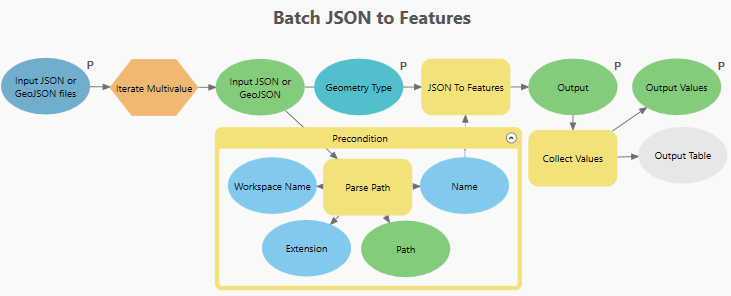 Batch JSON to Features
P
P
P
P
Input JSON or
GeoJSON files
Iterate Multivalue
Input JSON or
GeoJSON
Geometry Type
JSON To Features
Output
Output Values
Precondition
Collect Values
Output Table
Workspace Name
Parse Path
Name
Extension
Path